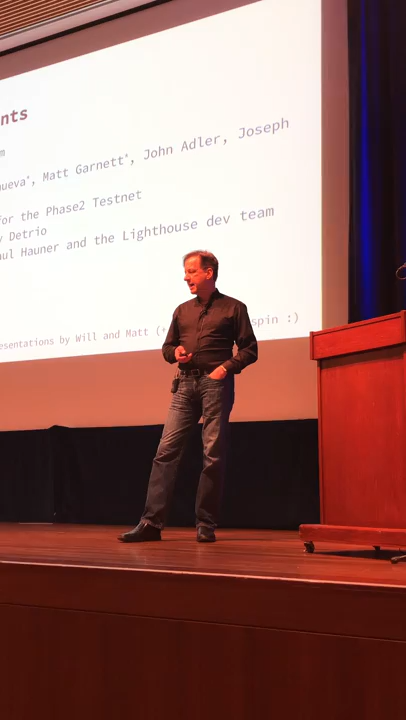 nts
m
ueva*, Matt Garnett*, John Adler, Joseph
for the Phase2 Testnet
y Detrio
aul Hauner and the Lighthouse dev team
esentations by Will and Matt (+ spin :)